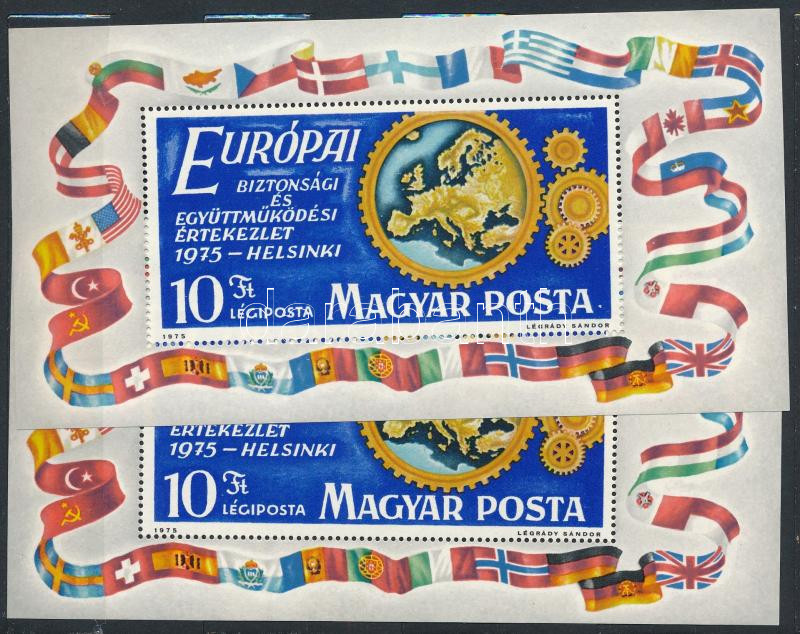 EURÓPAI
BIZTONSÁGI
ÉS
EGYÜTTMŰKÖDÉSI
ÉRTEKEZLET
1975 – HELSINKI
10 Ft
LÉGIPOSTA
MAGYAR POSTA
1975
LÉGRÁDY SÁNDOR
ÉRTEKEZLET
1975 – HELSINKI
10 Ft
LÉGIPOSTA
MAGYAR POSTA
1975
LÉGRÁDY SÁNDOR